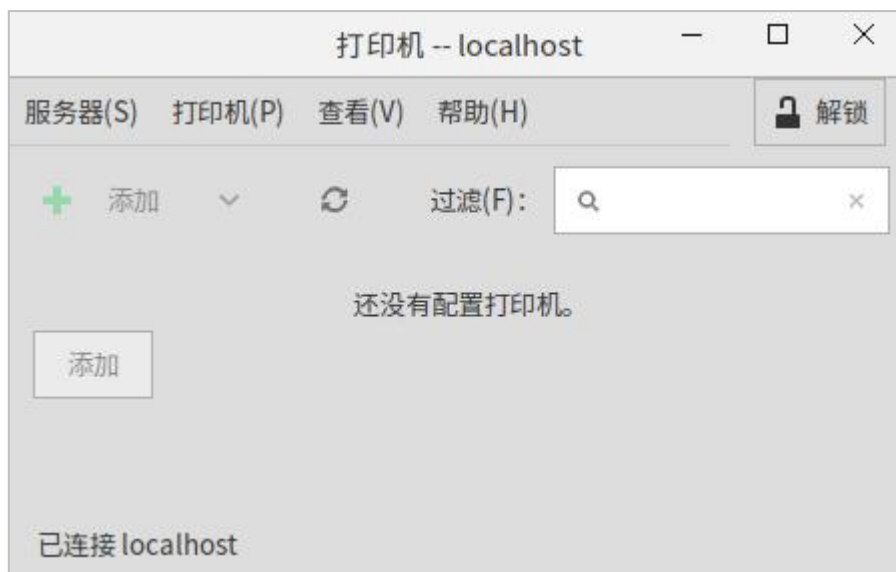 打印机 -- localhost
服务器(S) 打印机(P) 查看(V) 帮助(H) 解锁
添加 过滤(F)：
还没有配置打印机。
添加
已连接 localhost